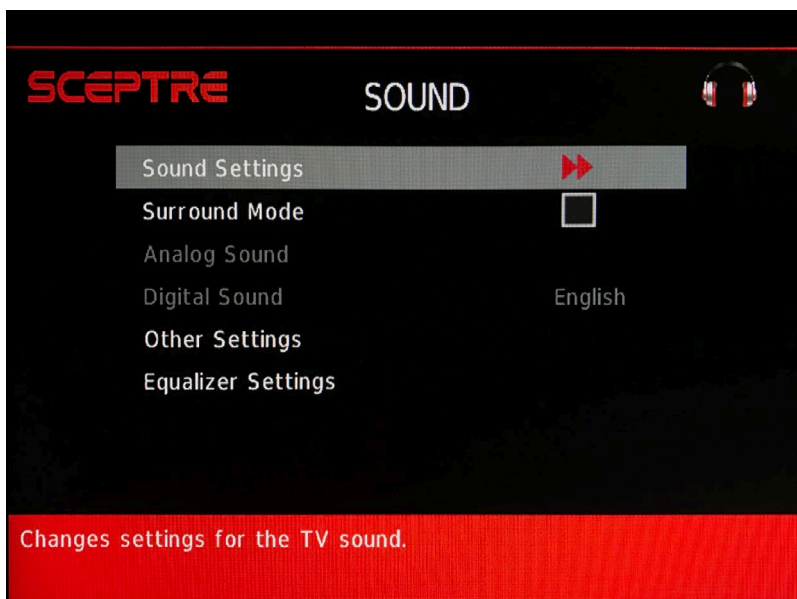 SCEPTRE
SOUND
Sound Settings
Surround Mode
Analog Sound
Digital Sound English
Other Settings
Equalizer Settings
Changes settings for the TV sound.